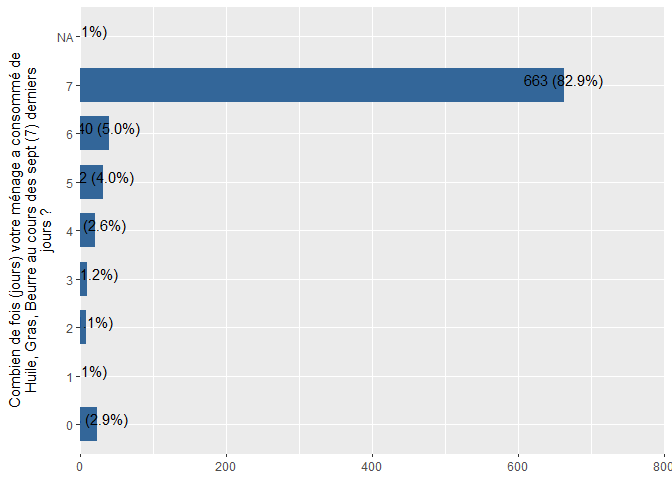 Combien de fois (jours) votre ménage a consommé de
Huile, Gras, Beurre au cours des sept (7) derniers
jours ?
NA 1%)
7 663 (82.9%)
6 40 (5.0%)
5 2 (4.0%)
4 (2.6%)
3 1.2%)
2 1%)
1 1%)
0 (2.9%)
0 200 400 600 800